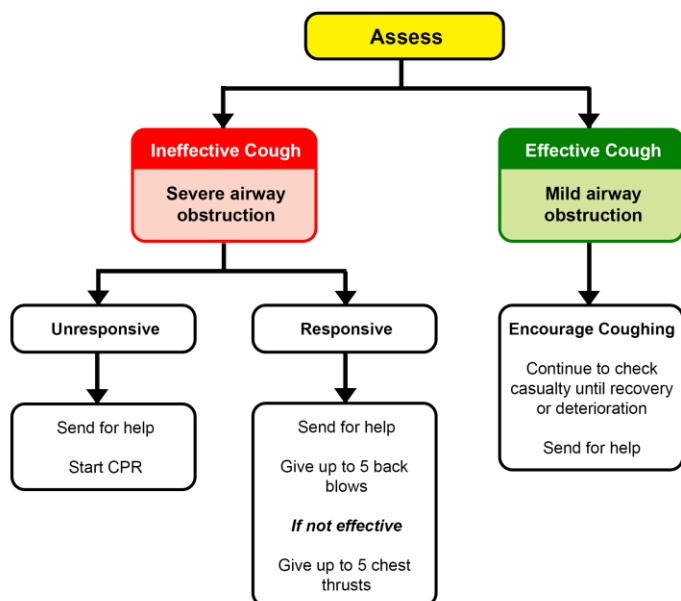 Assess
Ineffective Cough
Severe airway
obstruction
Effective Cough
Mild airway
obstruction
Unresponsive
Responsive
Send for help
Start CPR
Send for help
Give up to 5 back
blows
If not effective
Give up to 5 chest
thrusts
Encourage Coughing
Continue to check
casualty until recovery
or deterioration
Send for help